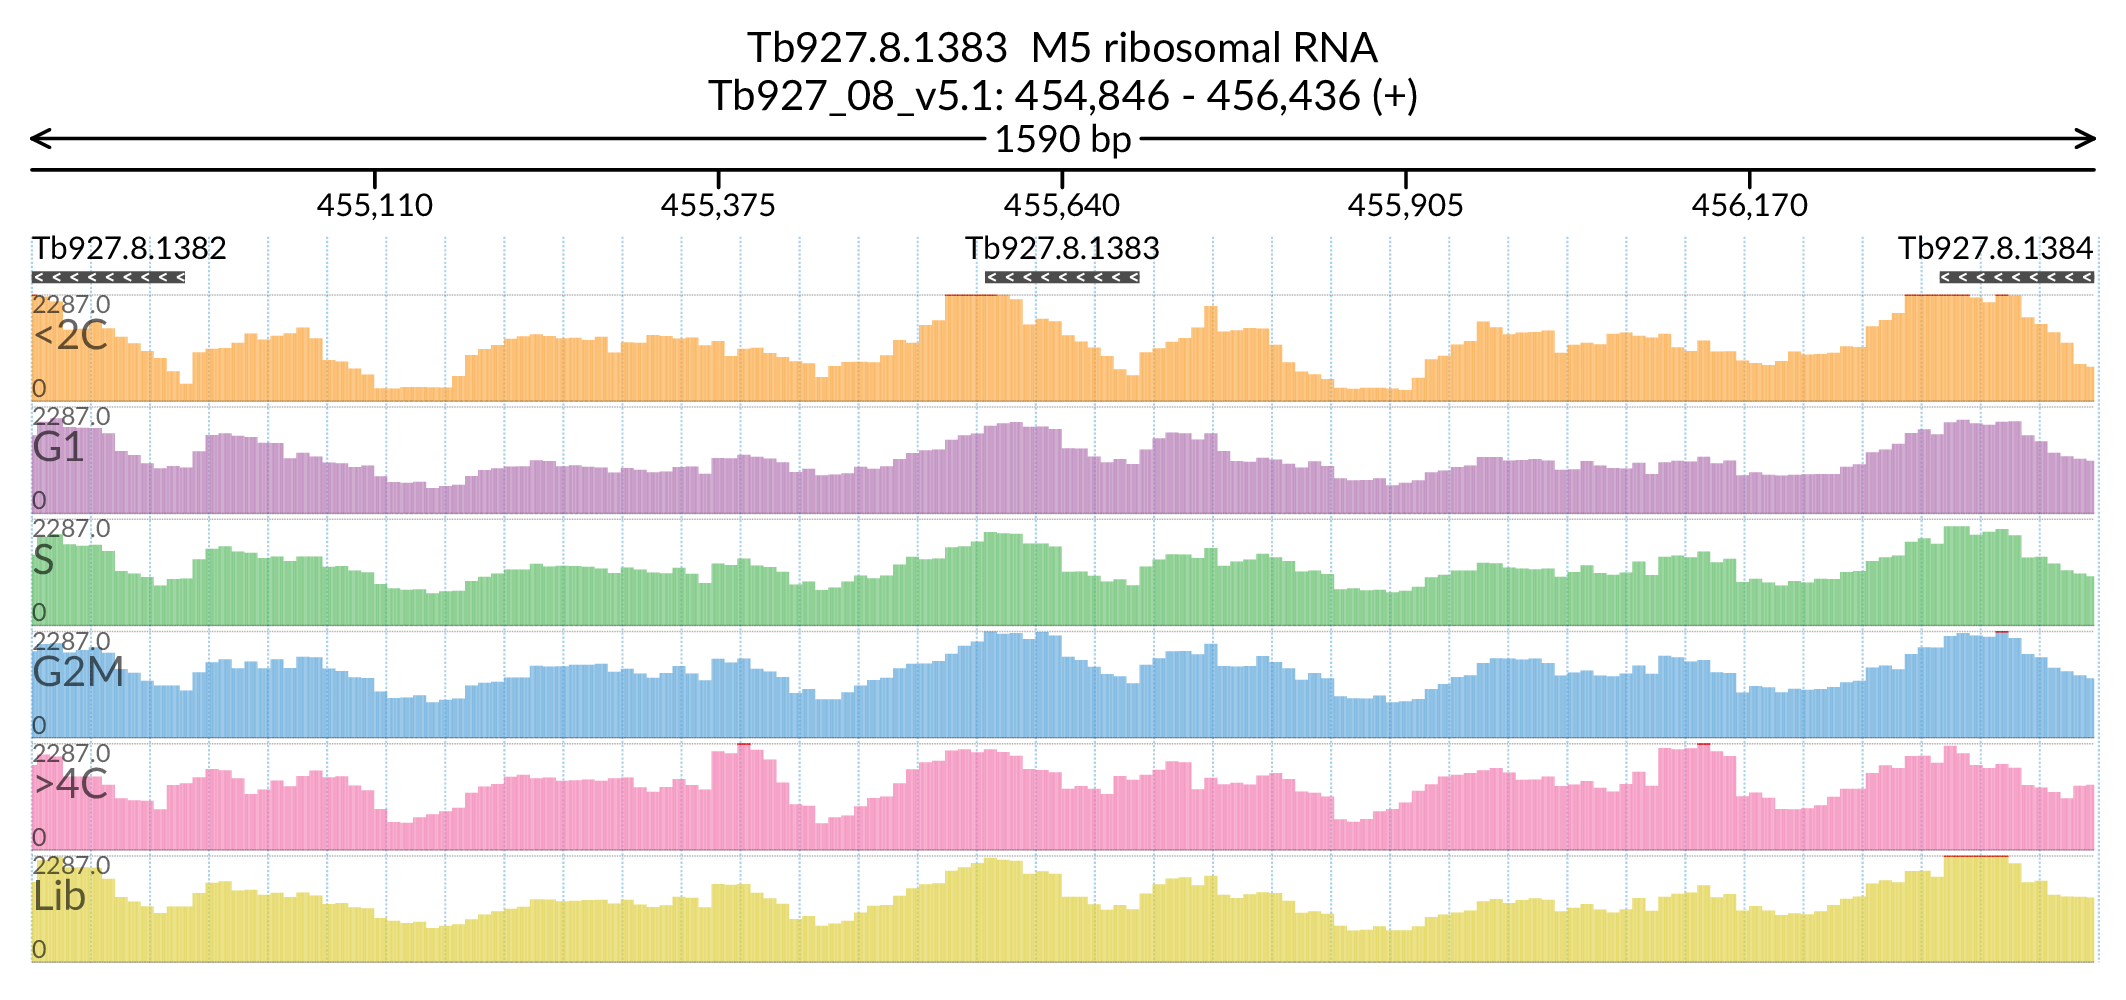 Tb927.8.1383  M5 ribosomal RNA
Tb927_08_v5.1: 454,846 - 456,436 (+)
1590 bp
455,110 455,375 455,640 455,905 456,170
Tb927.8.1382 Tb927.8.1383 Tb927.8.1384
2287.0
<2C
0
2287.0
G1
0
2287.0
S
0
2287.0
G2M
0
2287.0
>4C
0
2287.0
Lib
0